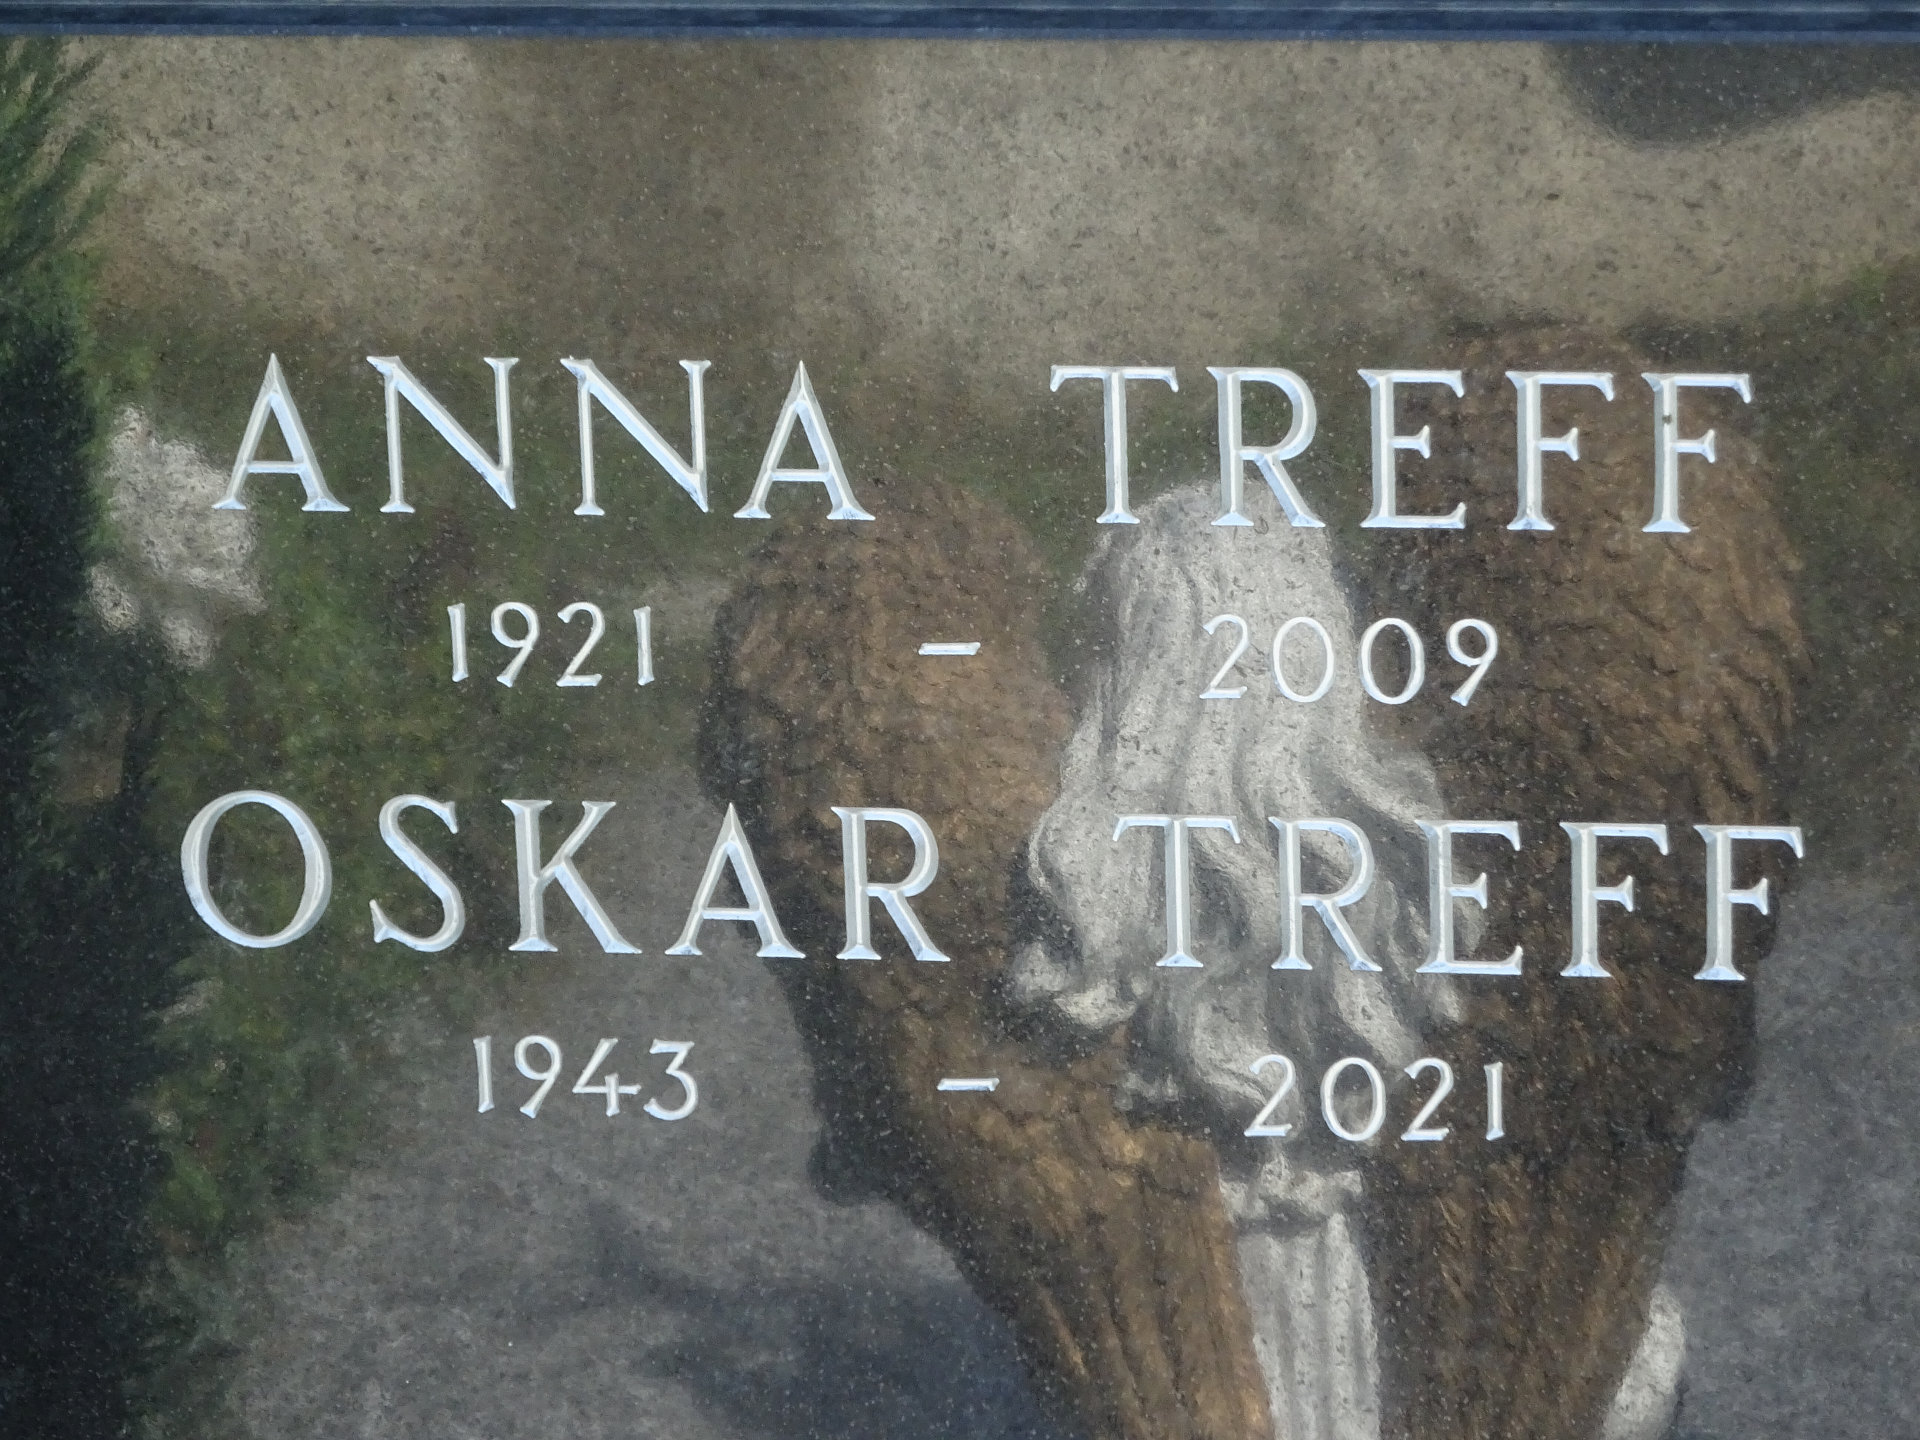 ANNA TREFF
1921 - 2009
OSKAR TREFF
1943 - 2021